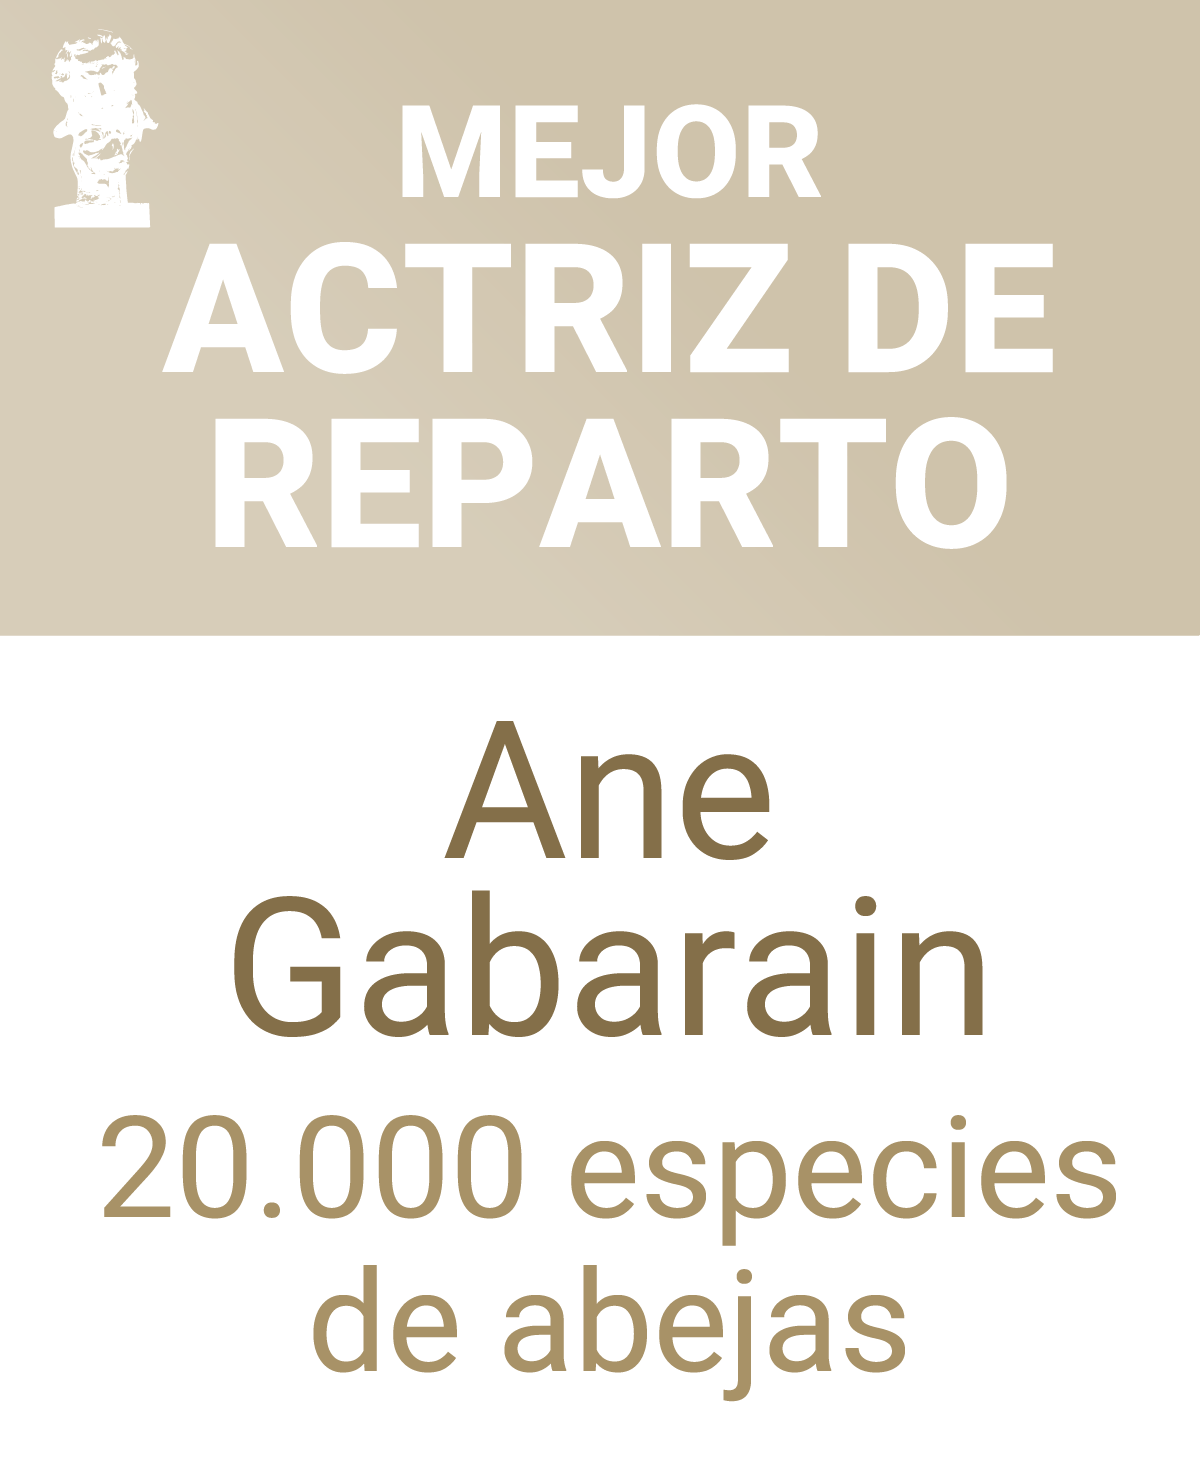 MEJOR
ACTRIZ DE
REPARTO
Ane
Gabarain
20.000 especies
de abejas